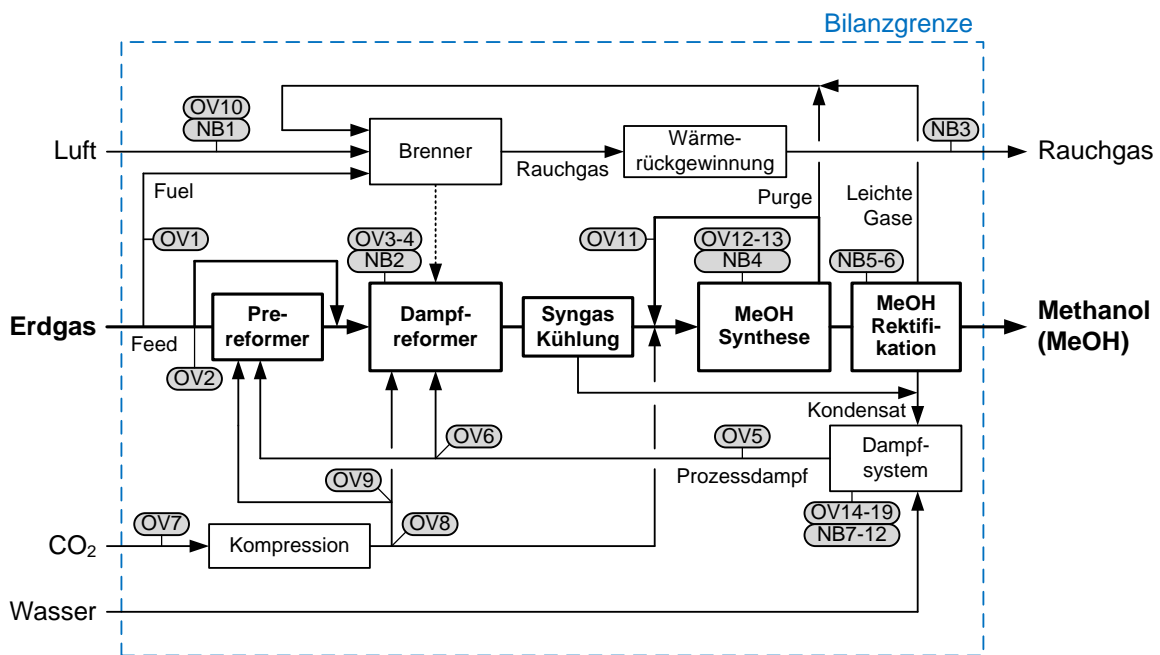 Bilanzgrenze
OV10
NB1
NB3
Luft
Brenner
Wärme-
rückgewinnung
Rauchgas
Rauchgas
Fuel
Purge
Leichte
Gase
OV1
OV3-4
NB2
OV11
OV12-13
NB4
NB5-6
Erdgas
Feed
Pre-
reformer
Dampf-
reformer
Syngas
Kühlung
MeOH
Synthese
MeOH
Rektifi-
kation
Methanol
(MeOH)
OV2
Kondensat
OV6
OV5
Prozessdampf
Dampf-
system
OV9
OV14-19
NB7-12
OV7
OV8
CO₂
Kompression
Wasser